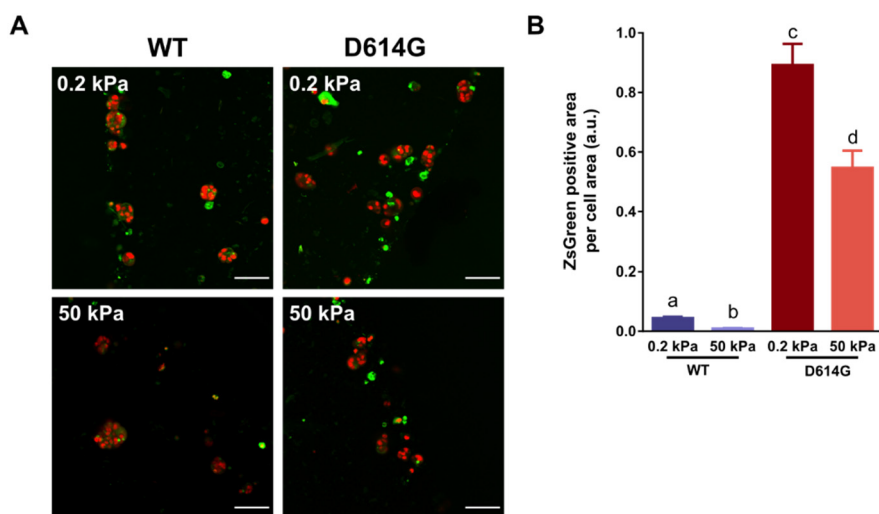 A
WT
D614G
0.2 kPa
0.2 kPa
50 kPa
50 kPa
B
ZsGreen positive area
per cell area (a.u.)
1.0
0.8
0.6
0.4
0.2
0.0
a
b
c
d
0.2 kPa 50 kPa 0.2 kPa 50 kPa
WT D614G